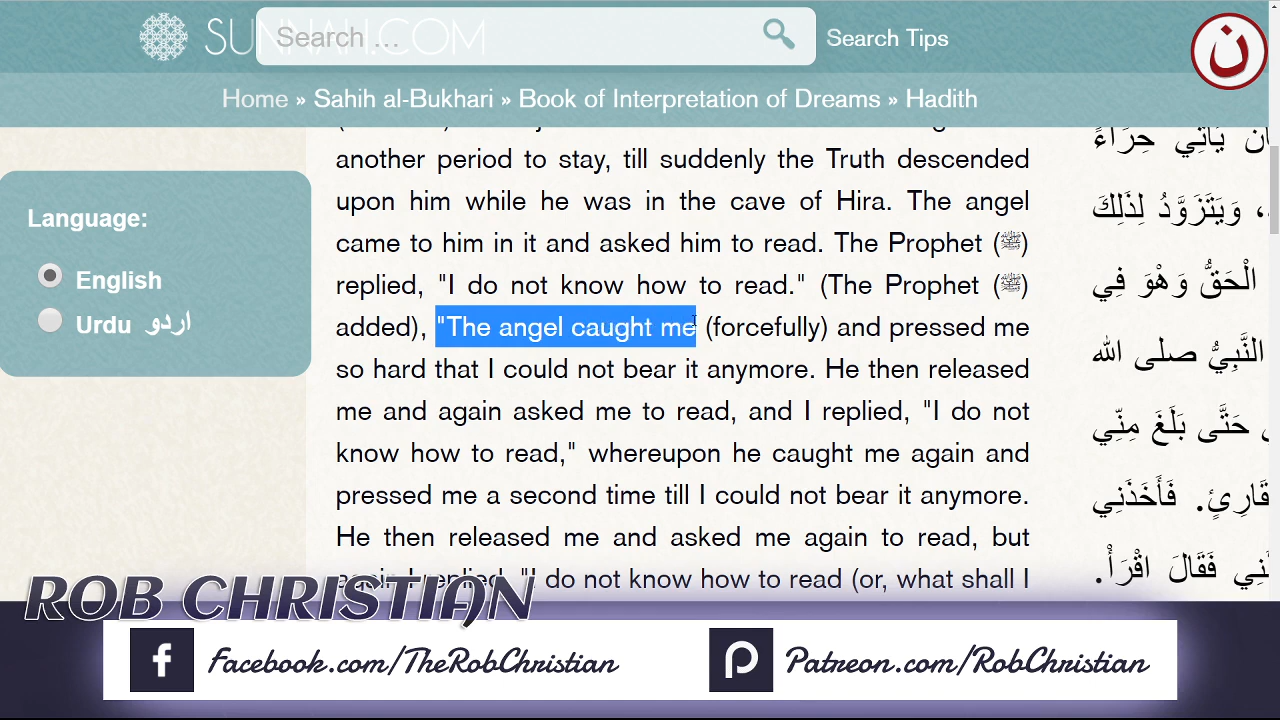 SUNNAH.COM
Search ...
Search Tips
ن
Home » Sahih al-Bukhari » Book of Interpretation of Dreams » Hadith
another period to stay, till suddenly the Truth descended
upon him while he was in the cave of Hira. The angel
came to him in it and asked him to read. The Prophet (ﷺ)
replied, "I do not know how to read." (The Prophet (ﷺ)
added), "The angel caught me (forcefully) and pressed me
so hard that I could not bear it anymore. He then released
me and again asked me to read, and I replied, "I do not
know how to read," whereupon he caught me again and
pressed me a second time till I could not bear it anymore.
He then released me and asked me again to read, but
again I replied, "I do not know how to read (or, what shall I
Language:
English
Urdu اردو
يَأْتِي حِرَاءً
وَيَتَزَوَّدُ لِذَلِكَ
الْحَقُّ وَهْوَ فِي
النَّبِيُّ صلى الله
حَتَّى بَلَغَ مِنِّي
فَأَخَذَنِي
فَقَالَ اقْرَأْ.
ROB CHRISTIAN
Facebook.com/TheRobChristian
Patreon.com/RobChristian